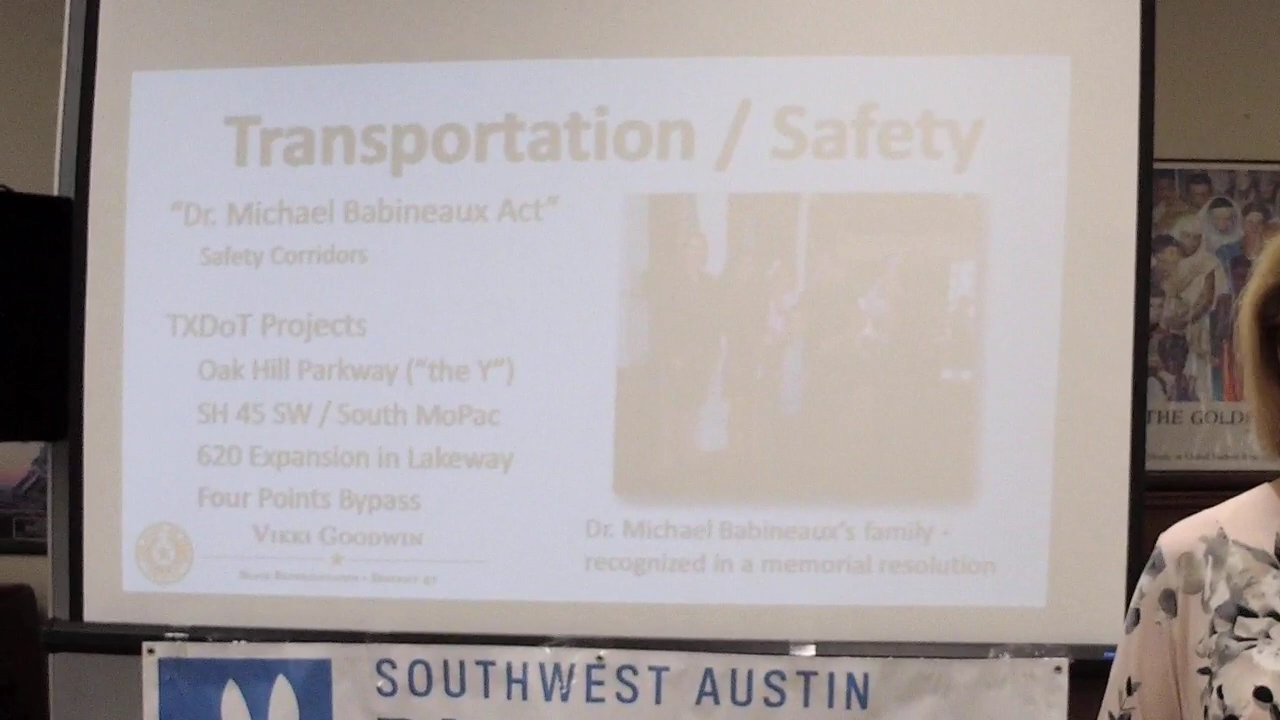 Transportation / Safety
"Dr. Michael Babineaux Act"
Safety Corridors
TXDoT Projects
Oak Hill Parkway ("the Y")
SH 45 SW / South MoPac
620 Expansion in Lakeway
Four Points Bypass
VIKKI GOODWIN
Dr. Michael Babineaux's family -
recognized in a memorial resolution
THE GOLD
SOUTHWEST AUSTIN